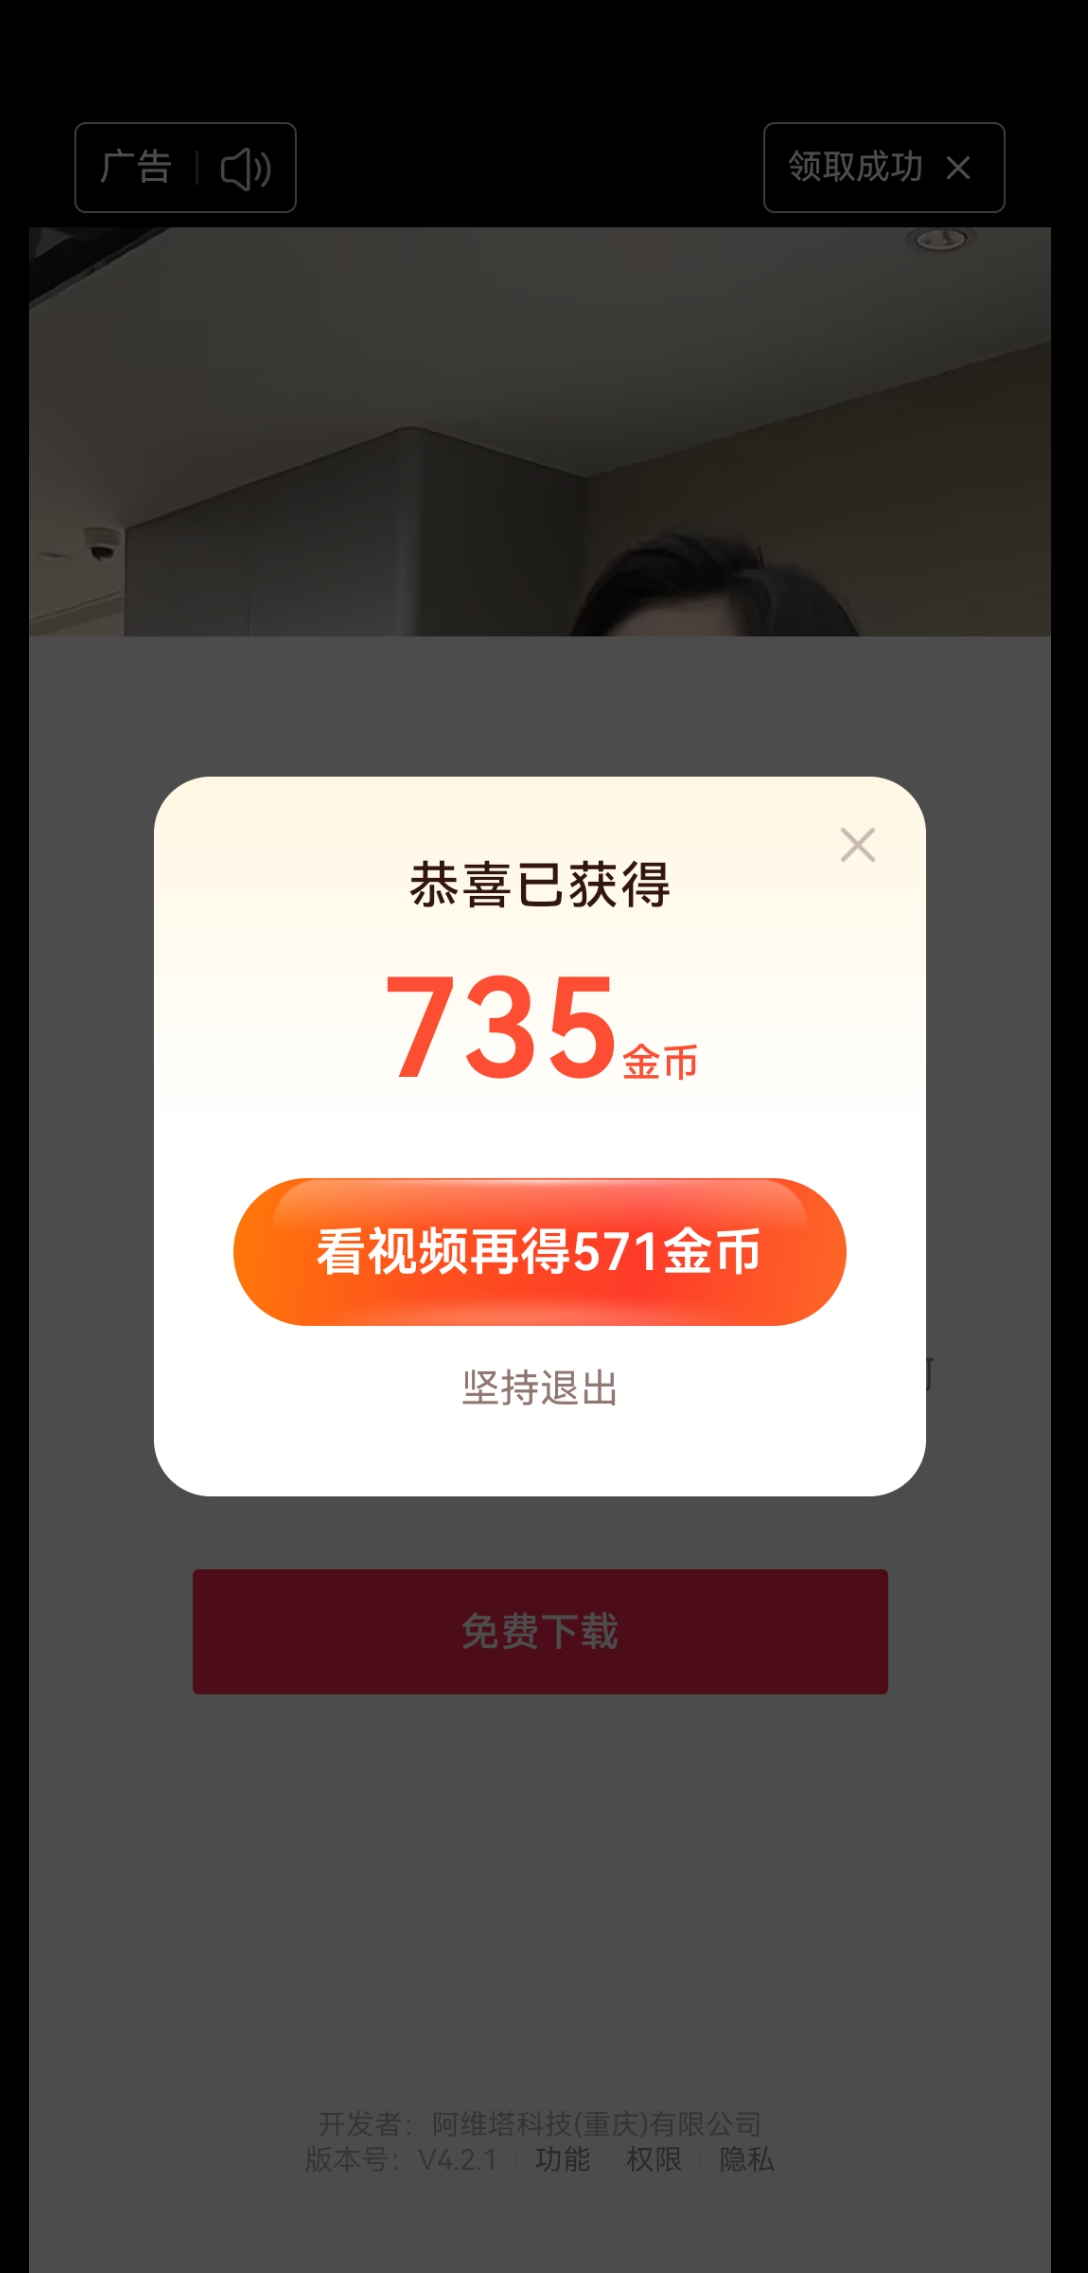 广告
领取成功
恭喜已获得
735金币
看视频再得571金币
坚持退出
免费下载
开发者：阿维塔科技(重庆)有限公司
版本号：V4.2.1 功能 权限 隐私